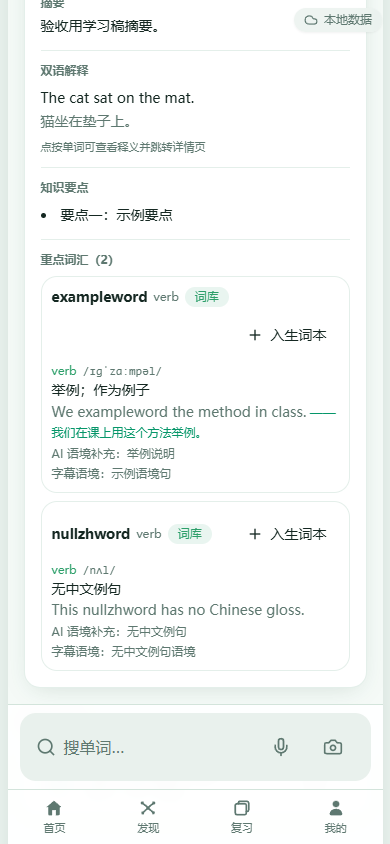 摘要
本地数据
验收用学习稿摘要。
双语解释
The cat sat on the mat.
猫坐在垫子上。
点按单词可查看释义并跳转详情页
知识要点
• 要点一：示例要点
重点词汇（2）
exampleword verb 词库
+ 入生词本
verb /ɪɡˈzɑːmpəl/
举例；作为例子
We exampleword the method in class. ——
我们在课上用这个方法举例。
AI 语境补充：举例说明
字幕语境：示例语境句
nullzhword verb 词库 + 入生词本
verb /nʌl/
无中文例句
This nullzhword has no Chinese gloss.
AI 语境补充：无中文例句
字幕语境：无中文例句语境
搜单词...
首页 发现 复习 我的